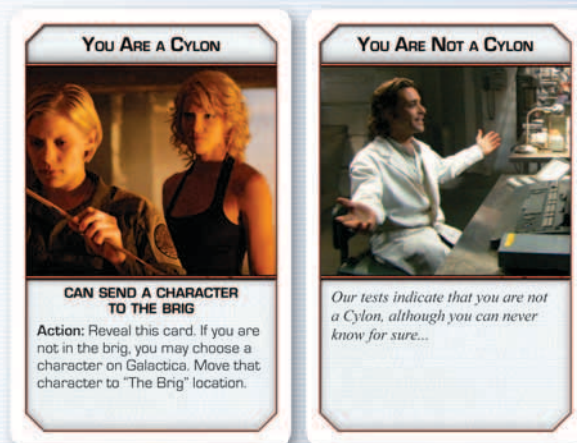 YOU ARE A CYLON
CAN SEND A CHARACTER
TO THE BRIG
Action: Reveal this card. If you are
not in the brig, you may choose a
character on Galactica. Move that
character to "The Brig" location.
YOU ARE NOT A CYLON
Our tests indicate that you are not
a Cylon, although you can never
know for sure...